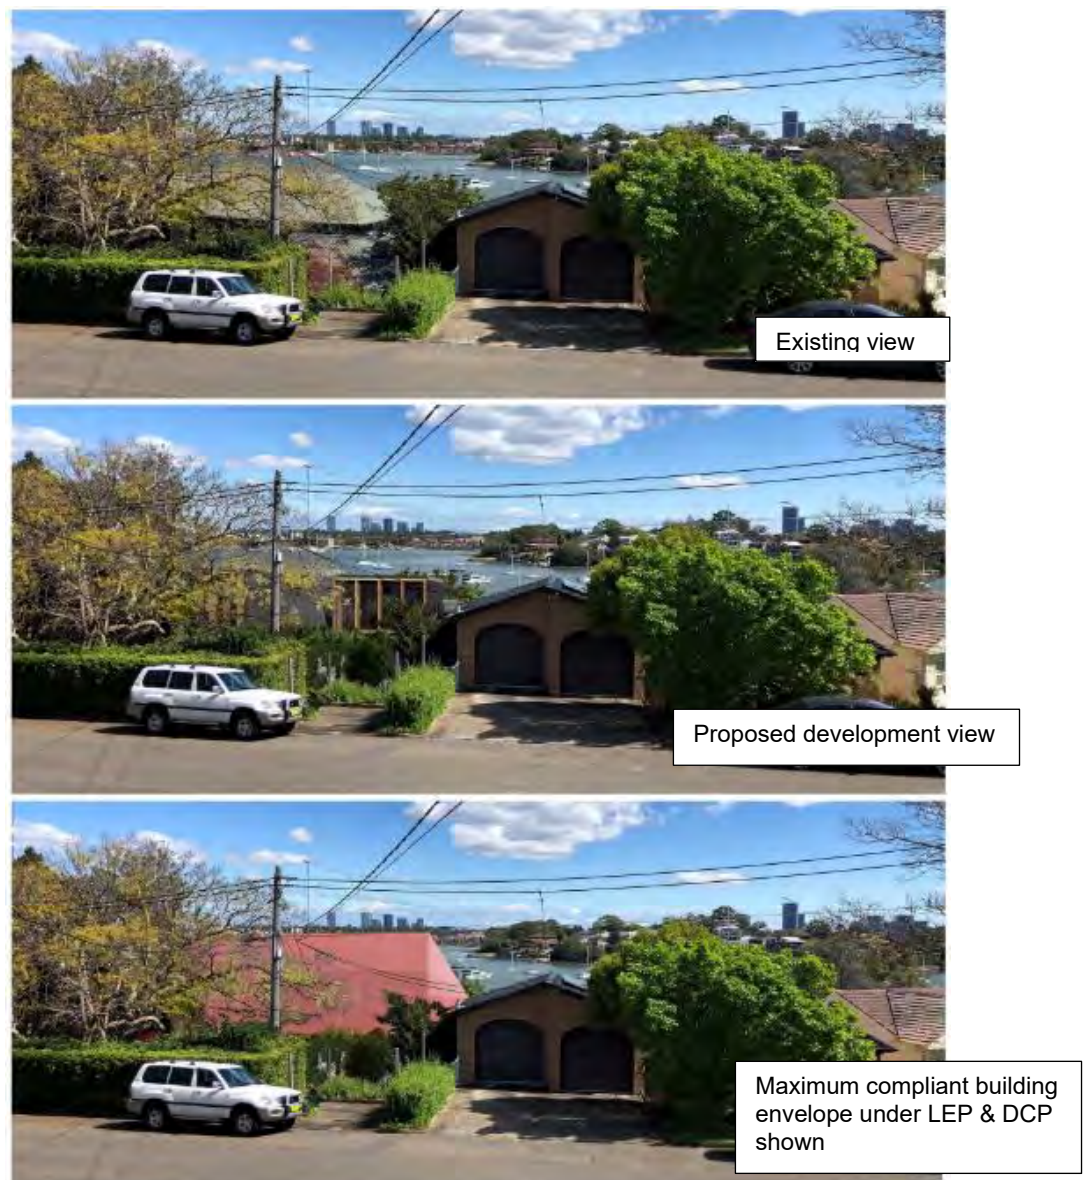 Existing view
Proposed development view
Maximum compliant building
envelope under LEP & DCP
shown